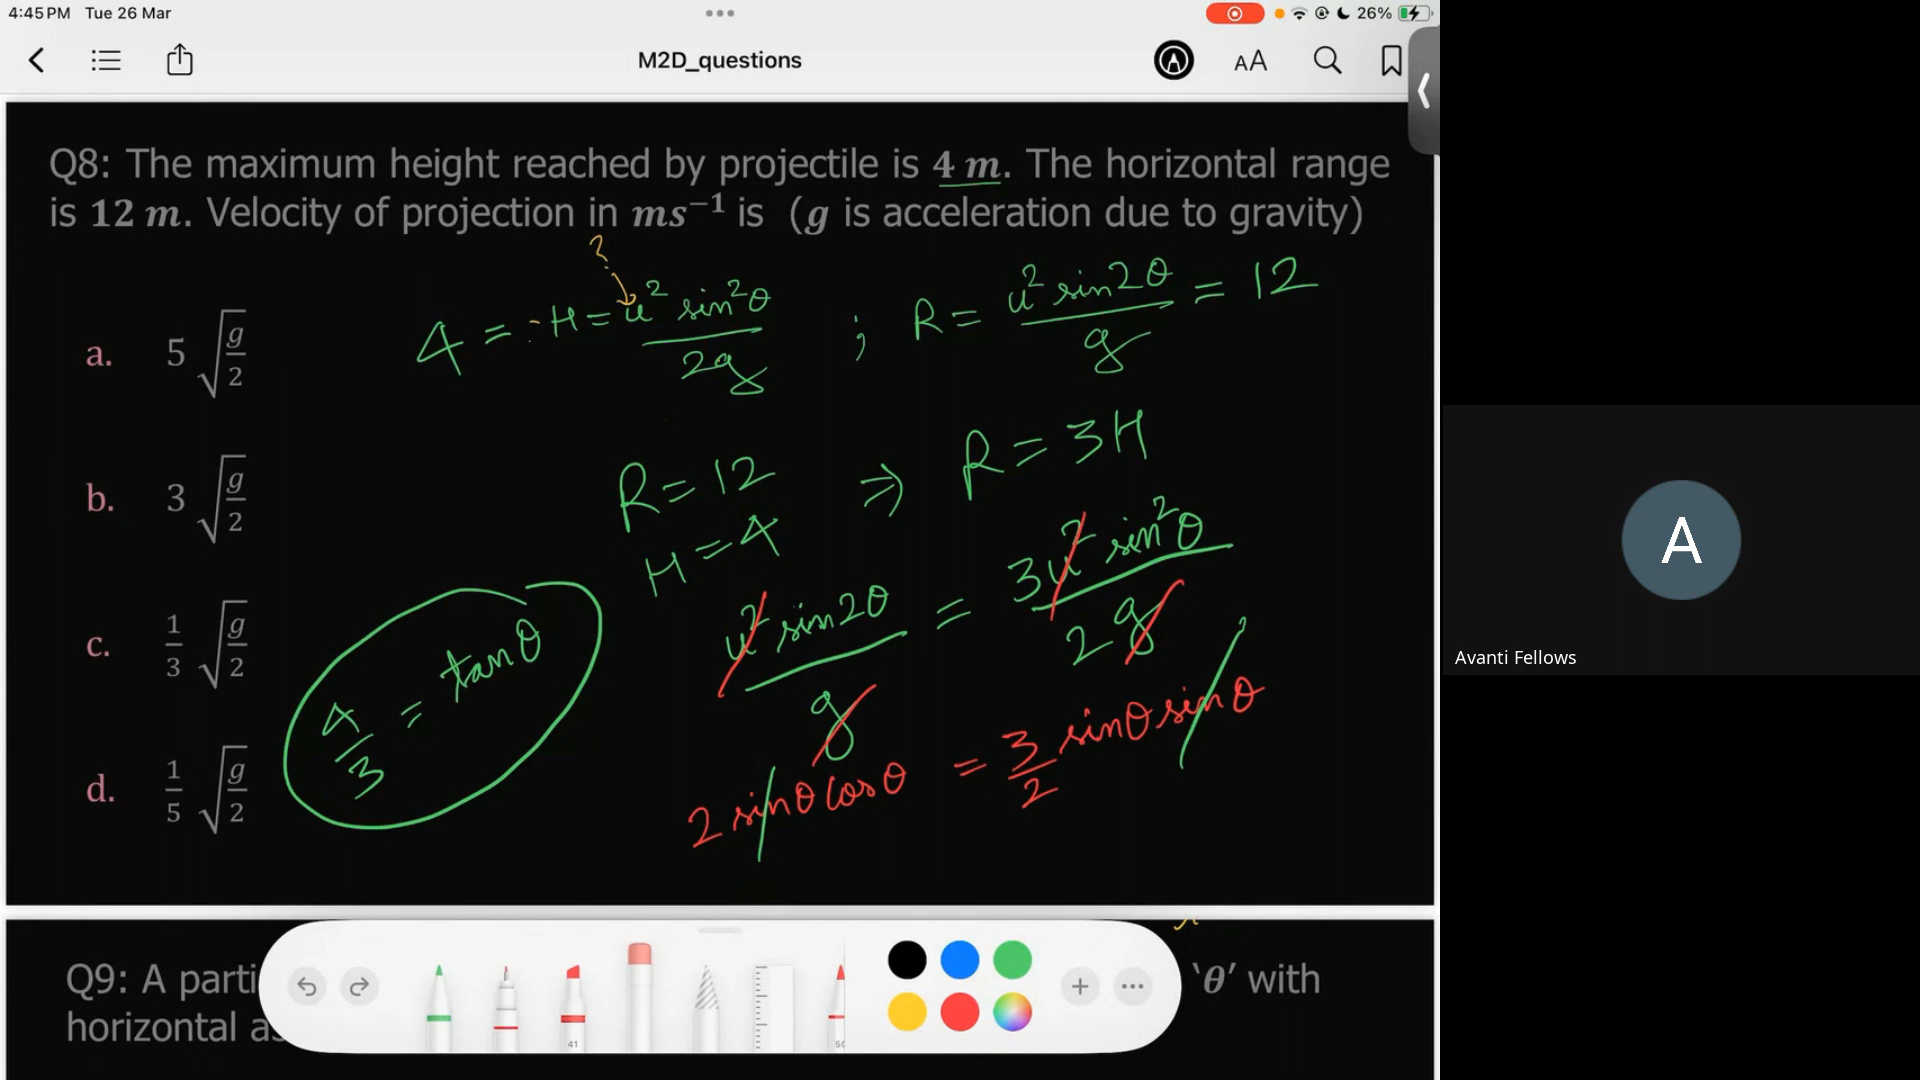 4:45 PM Tue 26 Mar
26%
M2D_questions
AA
Q8: The maximum height reached by projectile is 4 m. The horizontal range
is 12 m. Velocity of projection in ms⁻¹ is (g is acceleration due to gravity)
?
4 = H = u² sin²θ / 2g ; R = u² sin2θ / g = 12
a. 5 √(g/2)
R = 12 ⇒ R = 3H
H = 4
b. 3 √(g/2)
u² sin2θ / g = 3u² sin²θ / 2g
c. 1/3 √(g/2)
4/3 = tanθ
2 sinθ cosθ = 3/2 sinθ sinθ
d. 1/5 √(g/2)
Q9: A parti 'θ' with
horizontal as
41
50
A
Avanti Fellows